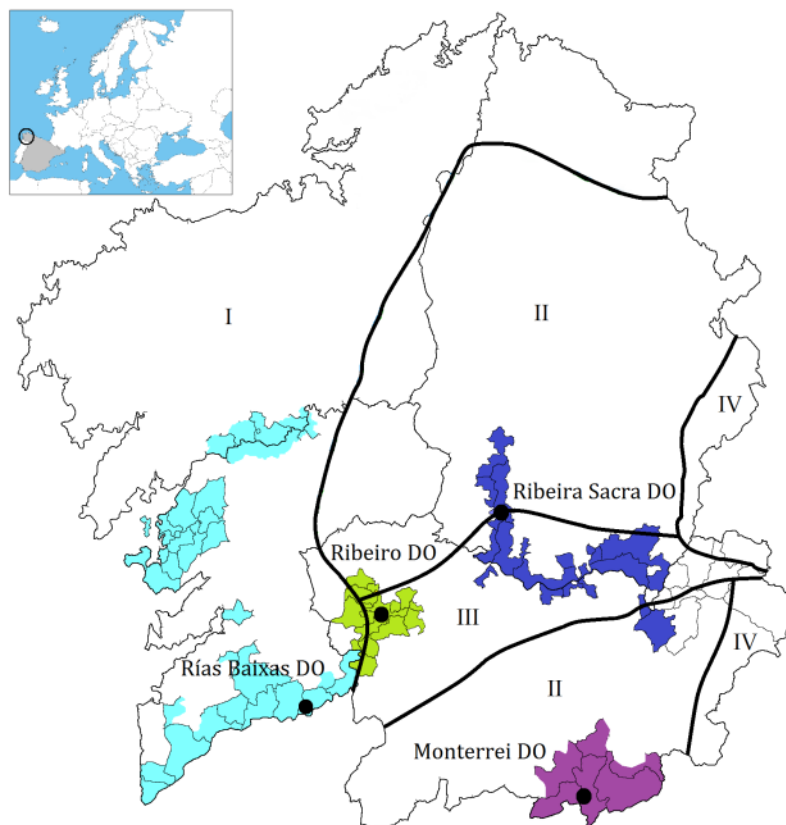 I
II
IV
Ribeira Sacra DO
Ribeiro DO
III
IV
Rías Baixas DO
II
Monterrei DO